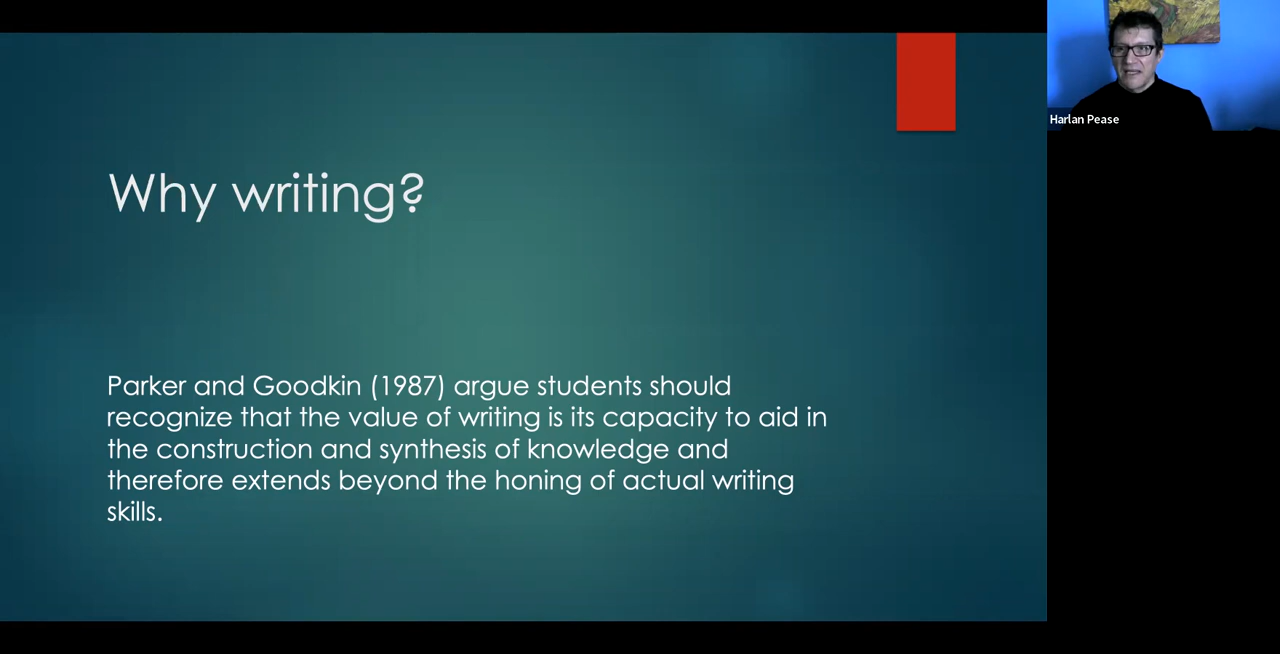 Why writing?
Parker and Goodkin (1987) argue students should
recognize that the value of writing is its capacity to aid in
the construction and synthesis of knowledge and
therefore extends beyond the honing of actual writing
skills.
Harlan Pease